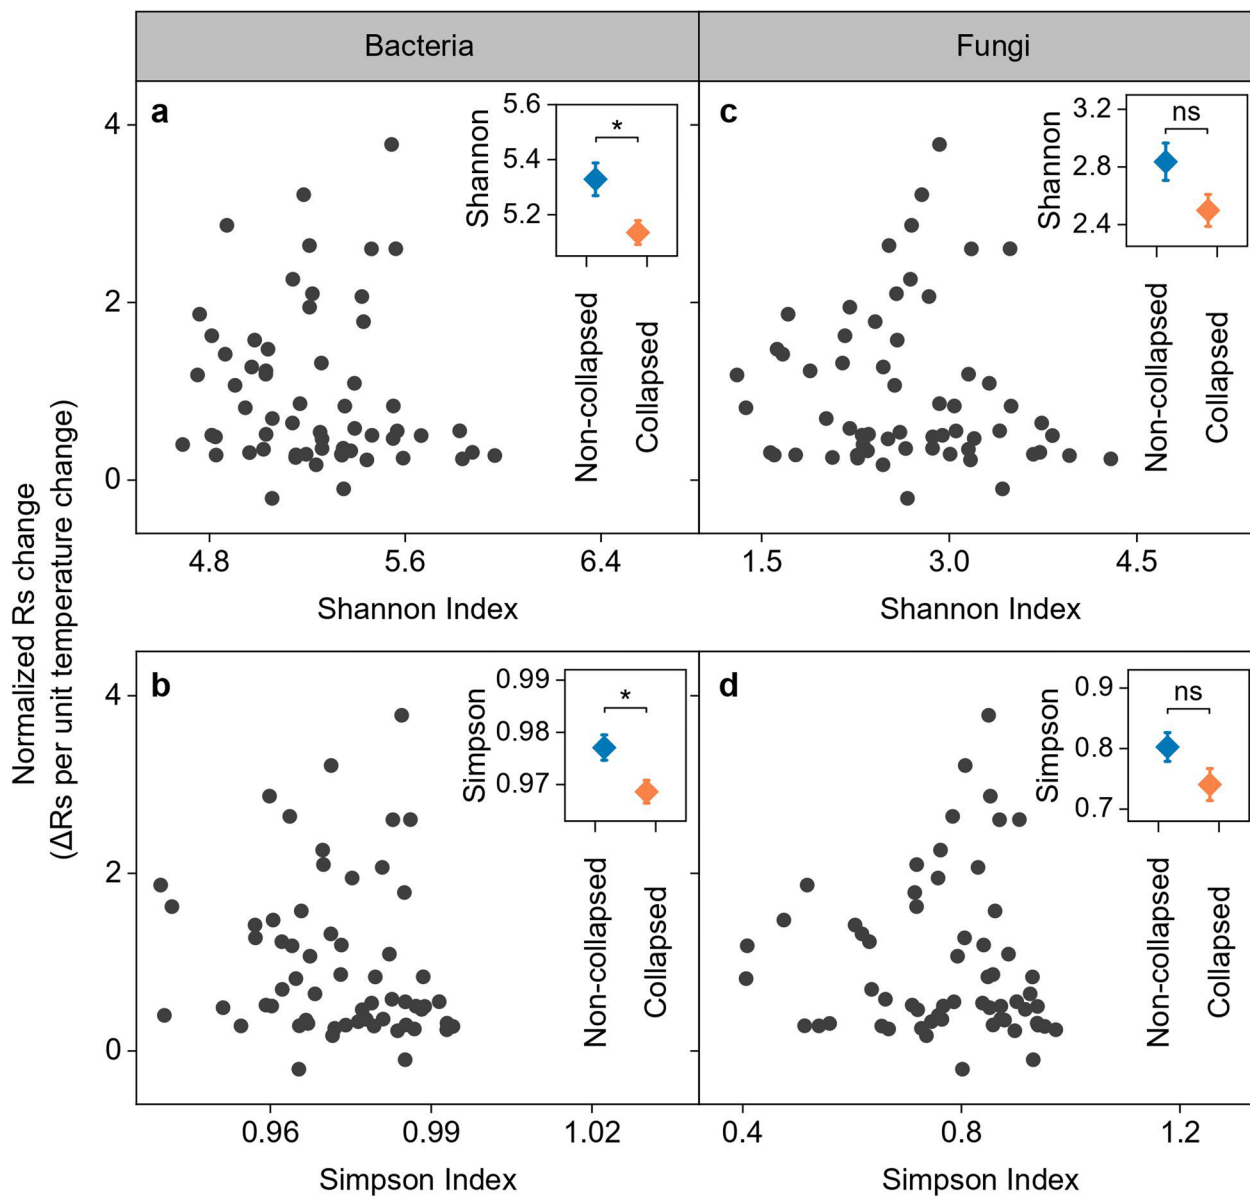 Bacteria
Fungi
Normalized Rs change
(ΔRs per unit temperature change)
a
4
2
0
4.8 5.6 6.4
Shannon Index
Shannon
5.6
5.4
5.2
*
Non-collapsed
Collapsed
c
1.5 3.0 4.5
Shannon Index
Shannon
3.2
2.8
2.4
ns
Non-collapsed
Collapsed
b
4
2
0
0.96 0.99 1.02
Simpson Index
Simpson
0.99
0.98
0.97
*
Non-collapsed
Collapsed
d
0.4 0.8 1.2
Simpson Index
Simpson
0.9
0.8
0.7
ns
Non-collapsed
Collapsed